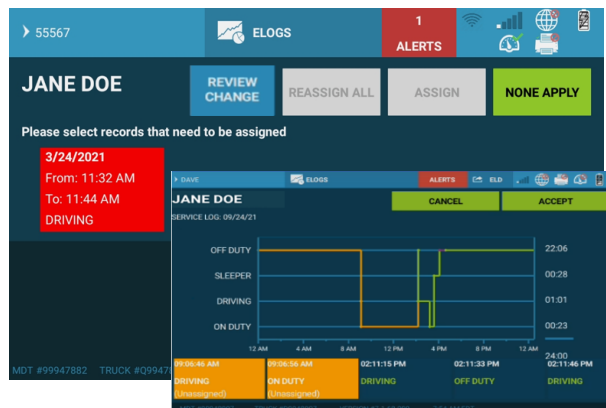 55567
ELOGS
1
ALERTS
JANE DOE
REVIEW
CHANGE
REASSIGN ALL
ASSIGN
NONE APPLY
Please select records that need to be assigned
3/24/2021
From: 11:32 AM
To: 11:44 AM
DRIVING
MDT #99947882 TRUCK #Q9947
DAVE
ELOGS
ALERTS
ELD
JANE DOE
CANCEL
ACCEPT
SERVICE LOG: 09/24/21
OFF DUTY
22:06
SLEEPER
00:28
DRIVING
01:01
ON DUTY
00:23
12 AM 4 AM 8 AM 12 PM 4 PM 8 PM 12 AM
24:00
09:06:46 AM
DRIVING
(Unassigned)
09:06:56 AM
ON DUTY
(Unassigned)
02:11:15 PM
DRIVING
02:11:33 PM
OFF DUTY
02:11:46 PM
DRIVING